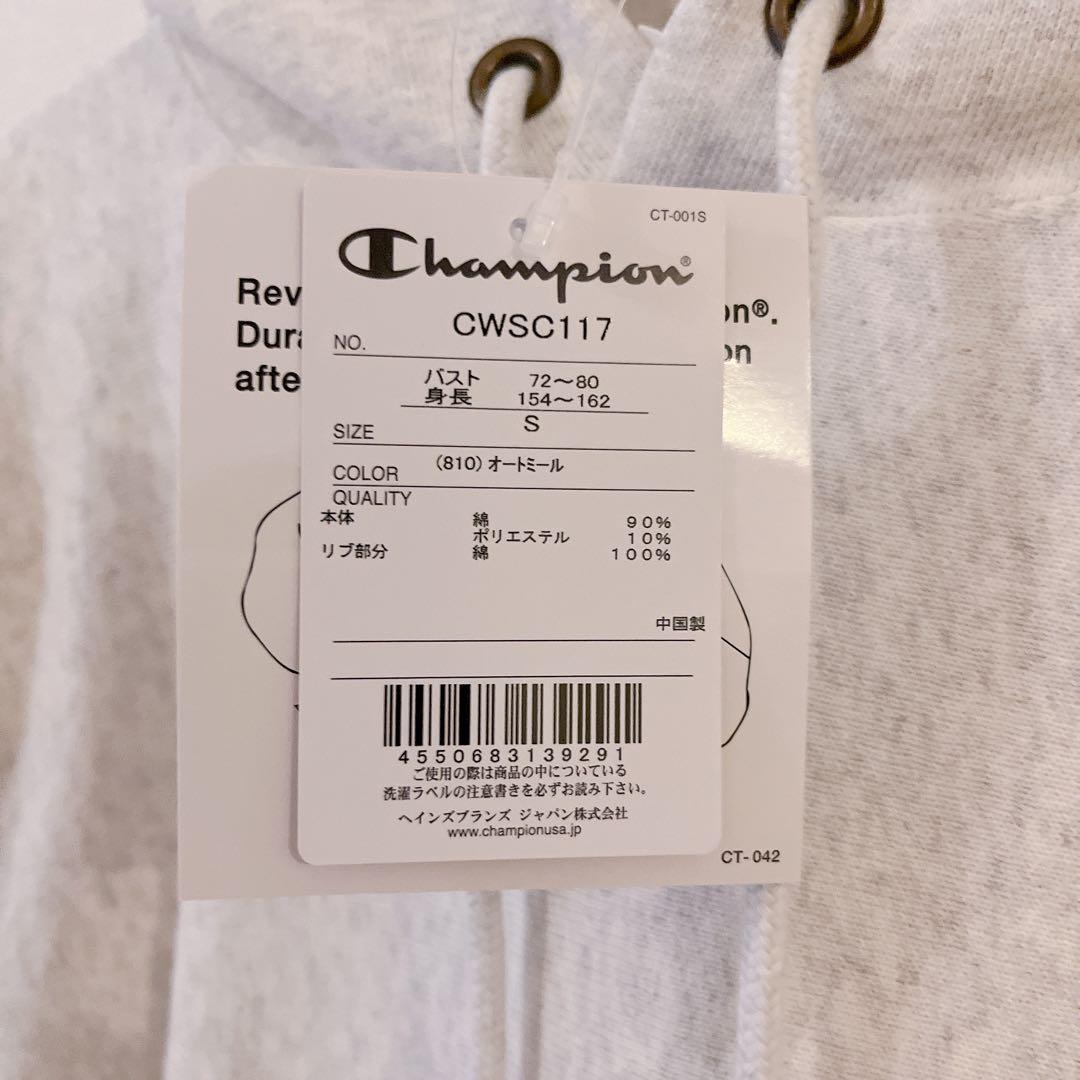 CT-001S
Champion®
NO. CWSC117
バスト 72～80
身長 154～162
SIZE S
COLOR (810)オートミール
QUALITY
本体 綿 90%
ポリエステル 10%
リブ部分 綿 100%
中国製
4550683139291
ご使用の際は商品の中についている
洗濯ラベルの注意書きを必ずお読み下さい。
ヘインズブランズ ジャパン株式会社
www.championusa.jp
Rev
Dura
afte
on®.
on
CT-042